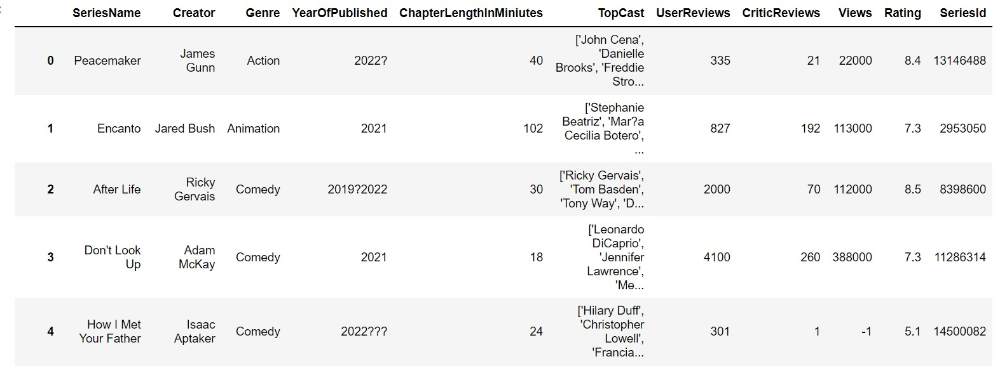 SeriesName Creator Genre YearOfPublished ChapterLengthInMiniutes TopCast UserReviews CriticReviews Views Rating SeriesId
0 Peacemaker James Gunn Action 2022? 40 ['John Cena', 'Danielle Brooks', 'Freddie Stro... 335 21 22000 8.4 13146488
1 Encanto Jared Bush Animation 2021 102 ['Stephanie Beatriz', 'Mar?a Cecilia Botero', ... 827 192 113000 7.3 2953050
2 After Life Ricky Gervais Comedy 2019?2022 30 ['Ricky Gervais', 'Tom Basden', 'Tony Way', 'D... 2000 70 112000 8.5 8398600
3 Don't Look Up Adam McKay Comedy 2021 18 ['Leonardo DiCaprio', 'Jennifer Lawrence', 'Me... 4100 260 388000 7.3 11286314
4 How I Met Your Father Isaac Aptaker Comedy 2022??? 24 ['Hilary Duff', 'Christopher Lowell', 'Francia... 301 1 -1 5.1 14500082